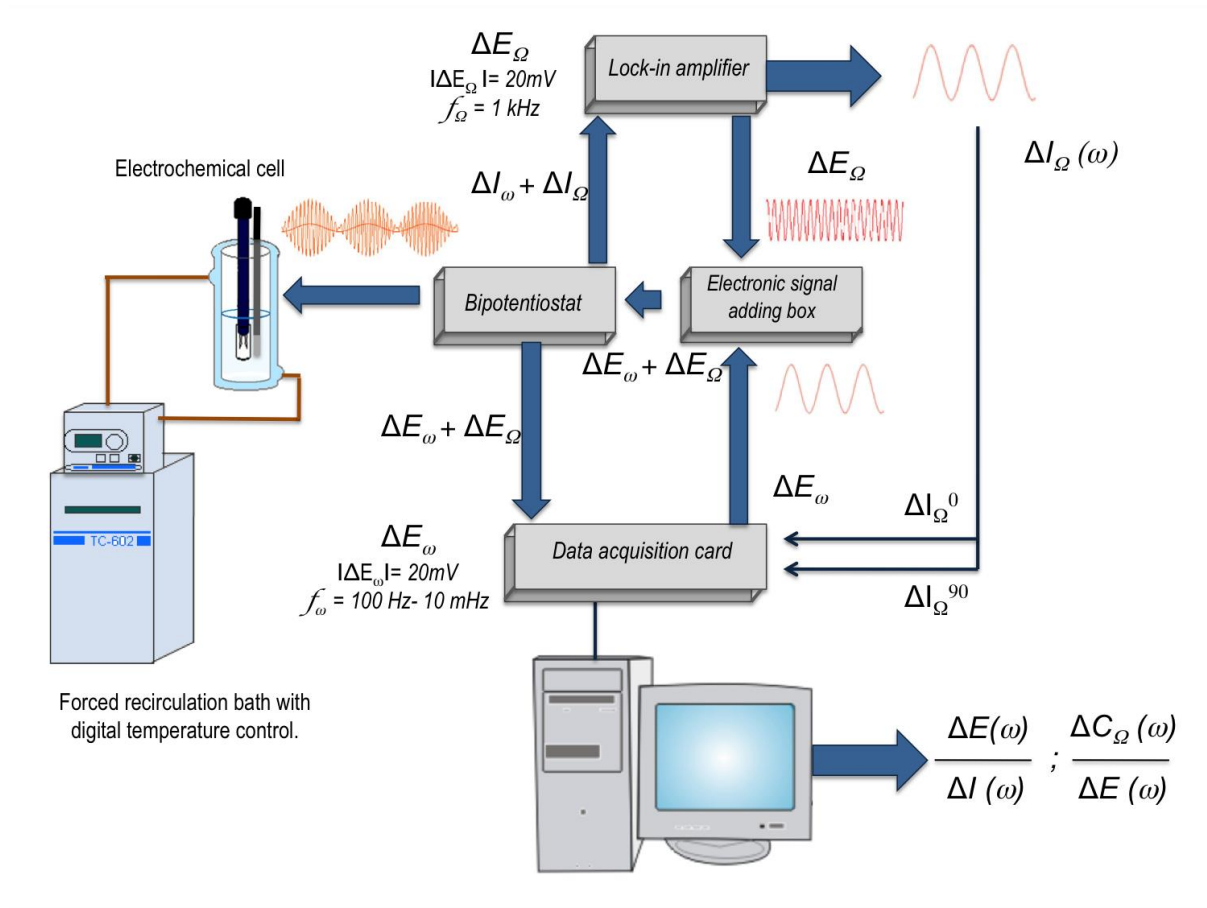 ΔE_Ω
|ΔE_Ω |= 20mV
f_Ω = 1 kHz
Lock-in amplifier
ΔI_Ω (ω)
Electrochemical cell
ΔI_ω + ΔI_Ω
ΔE_Ω
Bipotentiostat
Electronic signal
adding box
ΔE_ω + ΔE_Ω
ΔE_ω + ΔE_Ω
ΔE_ω
ΔI_Ω^0
TC-602
ΔE_ω
|ΔE_ω|= 20mV
f_ω = 100 Hz- 10 mHz
Data acquisition card
ΔI_Ω^90
Forced recirculation bath with
digital temperature control.
ΔE(ω) / ΔI (ω) ; ΔC_Ω (ω) / ΔE (ω)